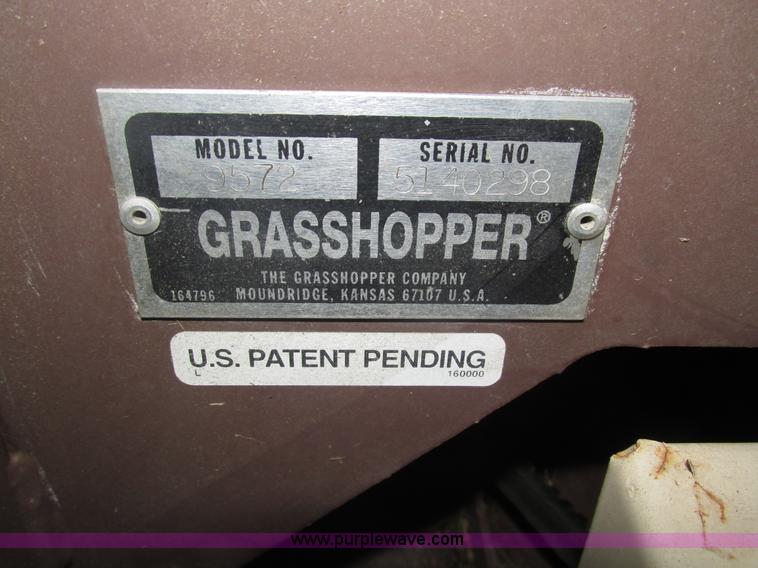 MODEL NO. SERIAL NO.
9572 5140298
GRASSHOPPER®
THE GRASSHOPPER COMPANY
164796 MOUNDRIDGE, KANSAS 67107 U.S.A.
U.S. PATENT PENDING
L 160000
www.purplewave.com